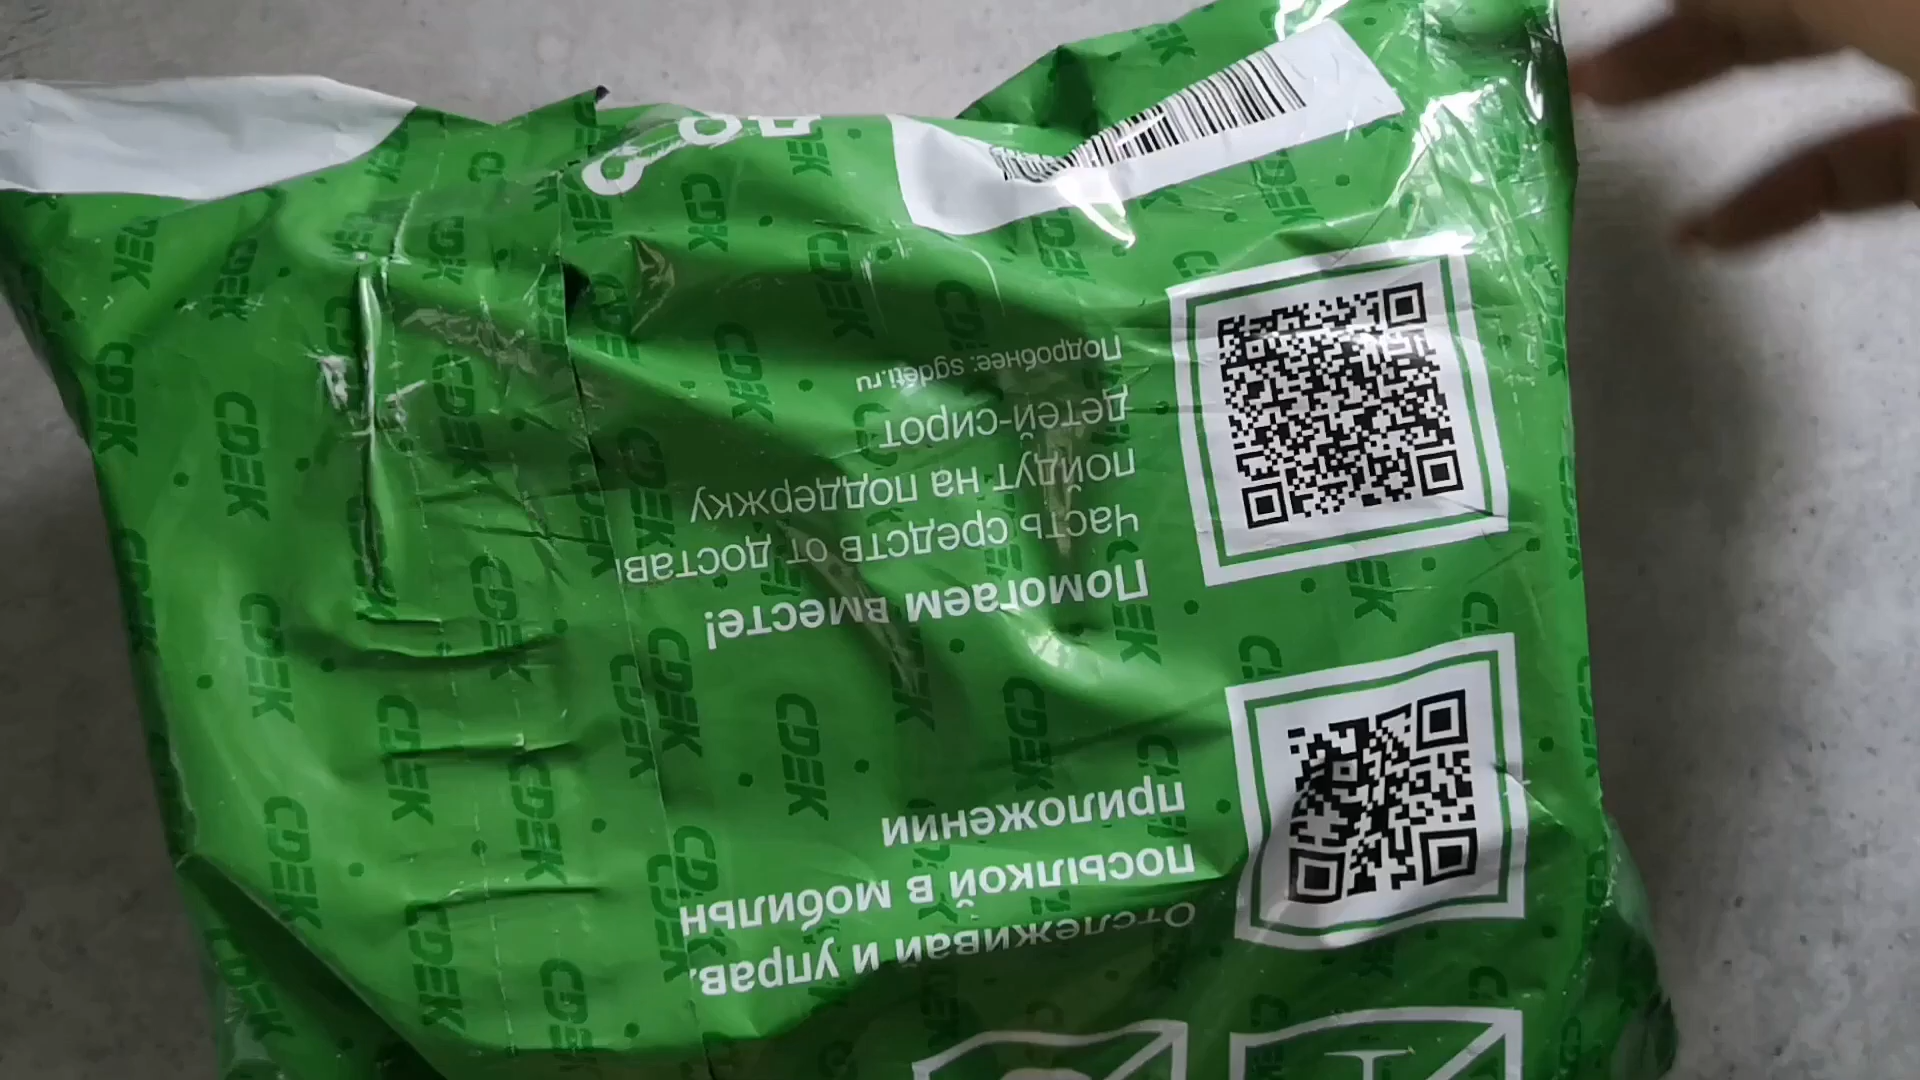 Отслеживай и управ
посылкой в мобильн
приложении
Помогаем вместе!
Часть средств от достав
пойдут на поддержку
детей-сирот
Подробнее: sgdeti.ru
CDEK